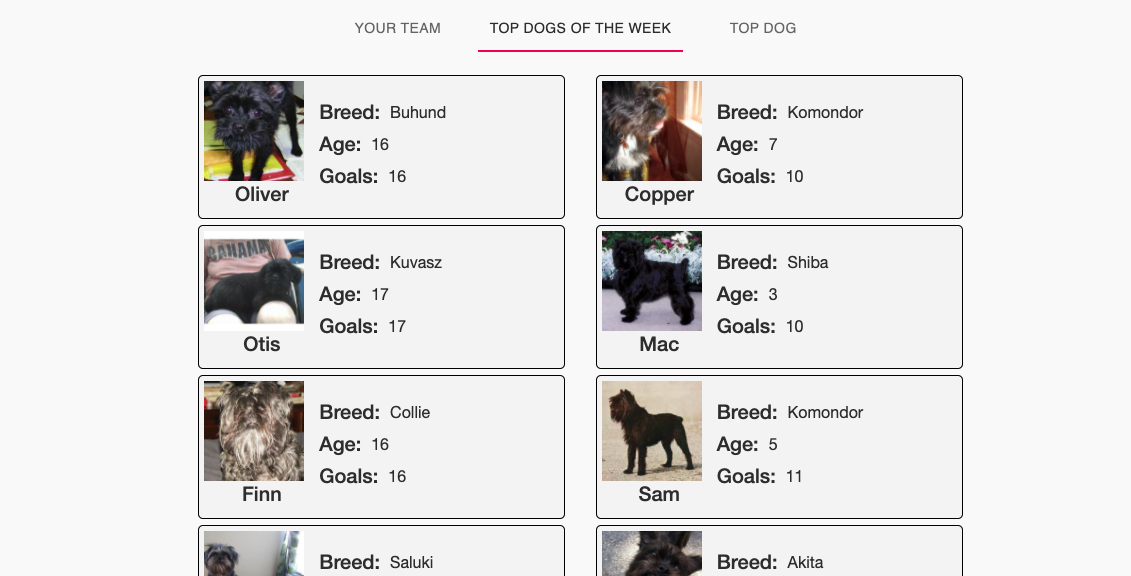 YOUR TEAM
TOP DOGS OF THE WEEK
TOP DOG
Breed: Buhund
Age: 16
Goals: 16
Oliver
Breed: Komondor
Age: 7
Goals: 10
Copper
BAHAMA
Breed: Kuvasz
Age: 17
Goals: 17
Otis
Breed: Shiba
Age: 3
Goals: 10
Mac
Breed: Collie
Age: 16
Goals: 16
Finn
Breed: Komondor
Age: 5
Goals: 11
Sam
Breed: Saluki
Breed: Akita